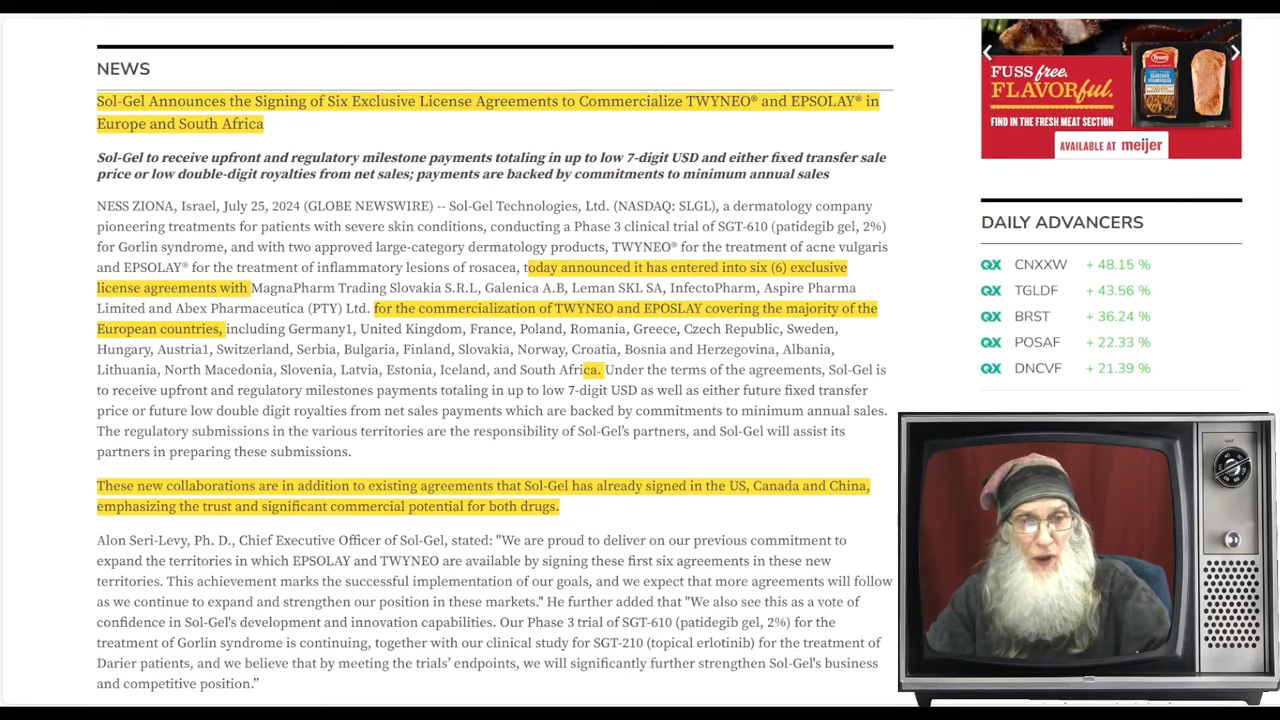 NEWS
Sol-Gel Announces the Signing of Six Exclusive License Agreements to Commercialize TWYNEO® and EPSOLAY® in
Europe and South Africa
Sol-Gel to receive upfront and regulatory milestone payments totaling in up to low 7-digit USD and either fixed transfer sale
price or low double-digit royalties from net sales; payments are backed by commitments to minimum annual sales
NESS ZIONA, Israel, July 25, 2024 (GLOBE NEWSWIRE) -- Sol-Gel Technologies, Ltd. (NASDAQ: SLGL), a dermatology company
pioneering treatments for patients with severe skin conditions, conducting a Phase 3 clinical trial of SGT-610 (patidegib gel, 2%)
for Gorlin syndrome, and with two approved large-category dermatology products, TWYNEO® for the treatment of acne vulgaris
and EPSOLAY® for the treatment of inflammatory lesions of rosacea, today announced it has entered into six (6) exclusive
license agreements with MagnaPharm Trading Slovakia S.R.L, Galenica A.B, Leman SKL SA, InfectoPharm, Aspire Pharma
Limited and Abex Pharmaceutica (PTY) Ltd. for the commercialization of TWYNEO and EPOSLAY covering the majority of the
European countries, including Germany1, United Kingdom, France, Poland, Romania, Greece, Czech Republic, Sweden,
Hungary, Austria1, Switzerland, Serbia, Bulgaria, Finland, Slovakia, Norway, Croatia, Bosnia and Herzegovina, Albania,
Lithuania, North Macedonia, Slovenia, Latvia, Estonia, Iceland, and South Africa. Under the terms of the agreements, Sol-Gel is
to receive upfront and regulatory milestones payments totaling in up to low 7-digit USD as well as either future fixed transfer
price or future low double digit royalties from net sales payments which are backed by commitments to minimum annual sales.
The regulatory submissions in the various territories are the responsibility of Sol-Gel's partners, and Sol-Gel will assist its
partners in preparing these submissions.
These new collaborations are in addition to existing agreements that Sol-Gel has already signed in the US, Canada and China,
emphasizing the trust and significant commercial potential for both drugs.
Alon Seri-Levy, Ph. D., Chief Executive Officer of Sol-Gel, stated: "We are proud to deliver on our previous commitment to
expand the territories in which EPSOLAY and TWYNEO are available by signing these first six agreements in these new
territories. This achievement marks the successful implementation of our goals, and we expect that more agreements will follow
as we continue to expand and strengthen our position in these markets." He further added that "We also see this as a vote of
confidence in Sol-Gel's development and innovation capabilities. Our Phase 3 trial of SGT-610 (patidegib gel, 2%) for the
treatment of Gorlin syndrome is continuing, together with our clinical study for SGT-210 (topical erlotinib) for the treatment of
Darier patients, and we believe that by meeting the trials' endpoints, we will significantly further strengthen Sol-Gel's business
and competitive position."
FUSS free.
FLAVORful.
FIND IN THE FRESH MEAT SECTION
AVAILABLE AT meijer
Tyson
DAILY ADVANCERS
QX CNXXW + 48.15 %
QX TGLDF + 43.56 %
QX BRST + 36.24 %
QX POSAF + 22.33 %
QX DNCVF + 21.39 %